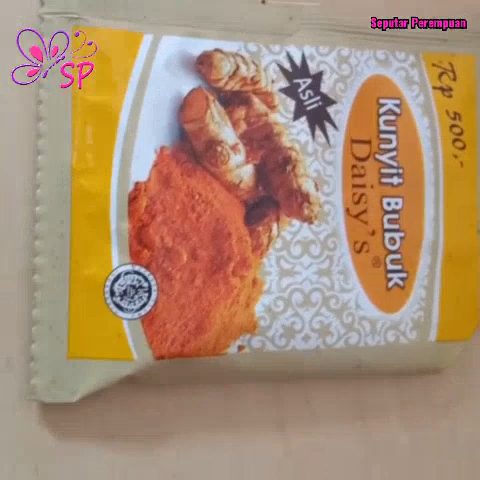 Seputar Perempuan
SP
Rp 500,-
Kunyit Bubuk
Daisy's ®
Asli